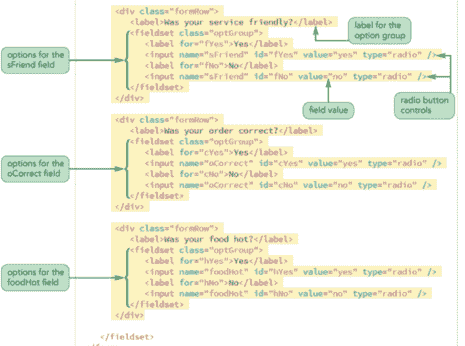 <div class="formRow">
<label>Was your service friendly?</label>
<fieldset class="optGroup">
<label for="fYes">Yes</label>
<input name="sFriend" id="fYes" value="yes" type="radio" />
<label for="fNo">No</label>
<input name="sFriend" id="fNo" value="no" type="radio" />
</fieldset>
</div>
label for the
option group
options for the
sFriend field
field value
radio button
controls
<div class="formRow">
<label>Was your order correct?</label>
<fieldset class="optGroup">
<label for="cYes">Yes</label>
<input name="oCorrect" id="cYes" value="yes" type="radio" />
<label for="cNo">No</label>
<input name="oCorrect" id="cNo" value="no" type="radio" />
</fieldset>
</div>
options for the
oCorrect field
<div class="formRow">
<label>Was your food hot?</label>
<fieldset class="optGroup">
<label for="hYes">Yes</label>
<input name="foodHot" id="hYes" value="yes" type="radio" />
<label for="hNo">No</label>
<input name="foodHot" id="hNo" value="no" type="radio" />
</fieldset>
</div>
options for the
foodHot field
</fieldset>